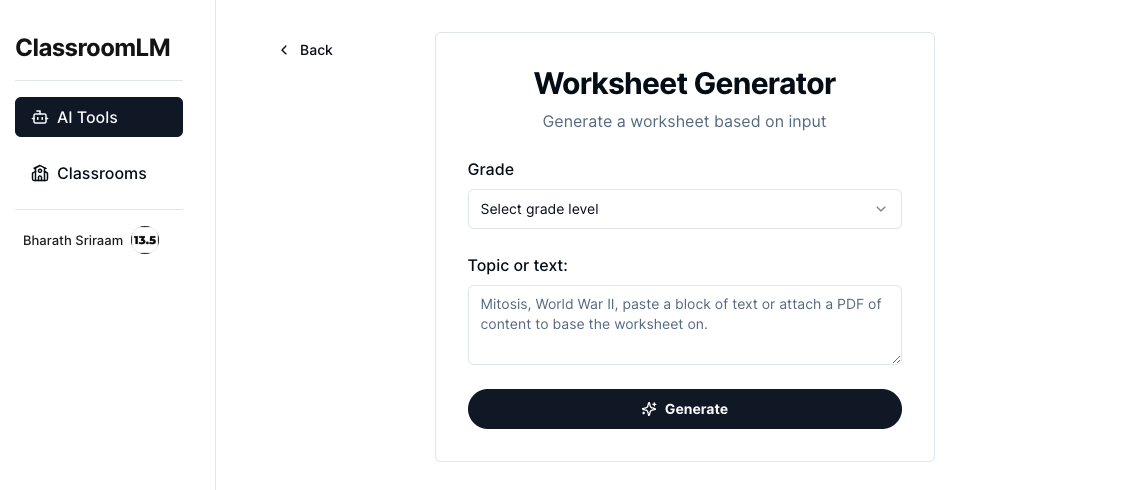 ClassroomLM
AI Tools
Classrooms
Bharath Sriraam 13.5
Back
Worksheet Generator
Generate a worksheet based on input
Grade
Select grade level
Topic or text:
Mitosis, World War II, paste a block of text or attach a PDF of
content to base the worksheet on.
Generate